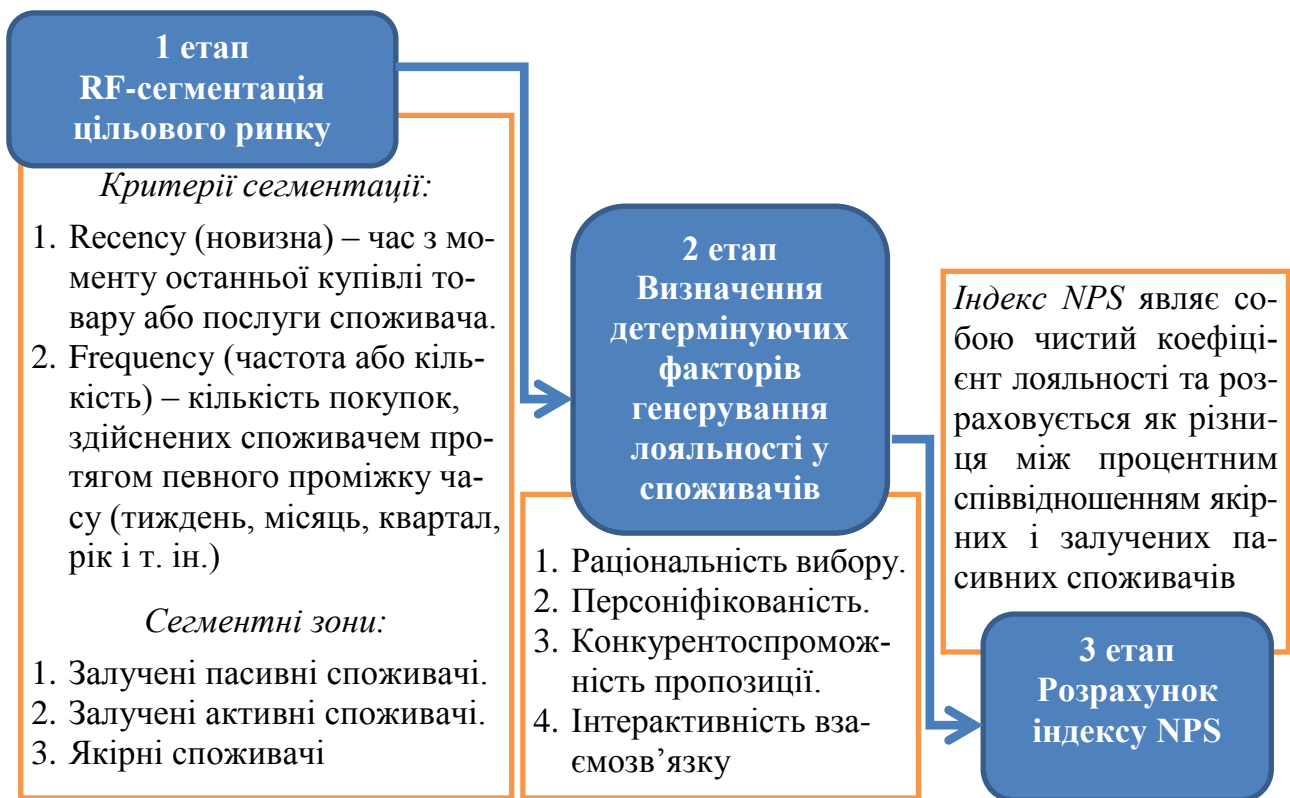 1 етап
RF-сегментація
цільового ринку
Критерії сегментації:
1. Recency (новизна) – час з мо-
менту останньої купівлі то-
вару або послуги споживача.
2. Frequency (частота або кіль-
кість) – кількість покупок,
здійснених споживачем про-
тягом певного проміжку ча-
су (тиждень, місяць, квартал,
рік і т. ін.)
Сегментні зони:
1. Залучені пасивні споживачі.
2. Залучені активні споживачі.
3. Якірні споживачі
2 етап
Визначення
детермінуючих
факторів
генерування
лояльності у
споживачів
1. Раціональність вибору.
2. Персоніфікованість.
3. Конкурентоспромож-
ність пропозиції.
4. Інтерактивність вза-
ємозв’язку
Індекс NPS являє со-
бою чистий коефіці-
єнт лояльності та роз-
раховується як різни-
ця між процентним
співвідношенням якір-
них і залучених па-
сивних споживачів
3 етап
Розрахунок
індексу NPS